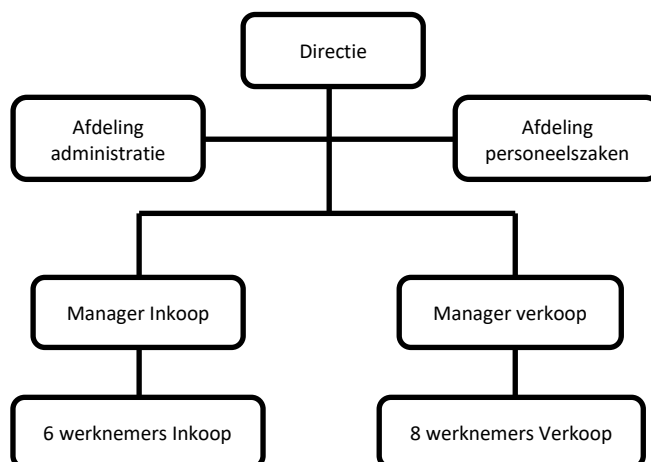 Directie
Afdeling
administratie
Afdeling
personeelszaken
Manager Inkoop
Manager verkoop
6 werknemers Inkoop
8 werknemers Verkoop